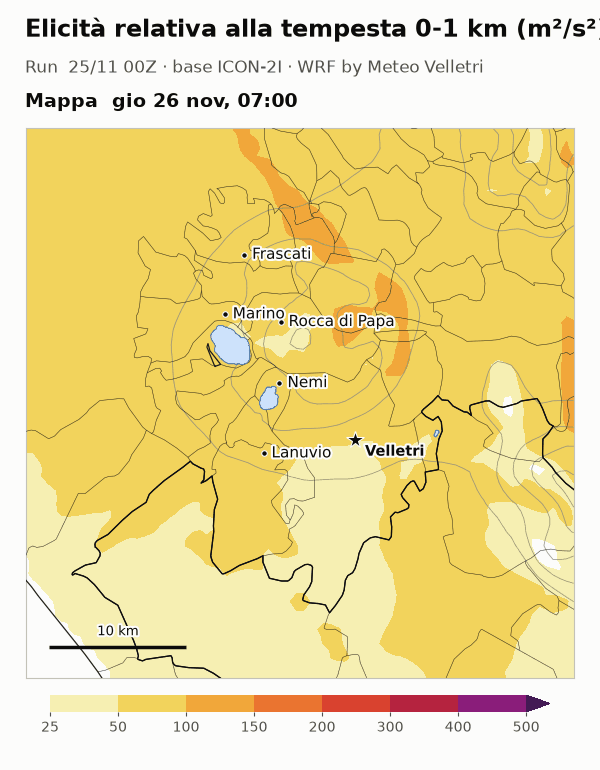 Elicità relativa alla tempesta 0-1 km (m²/s²)
Run 25/11 00Z · base ICON-2I · WRF by Meteo Velletri
Mappa gio 26 nov, 07:00
Frascati
Marino
Rocca di Papa
Nemi
Velletri
Lanuvio
10 km
25 50 100 150 200 300 400 500